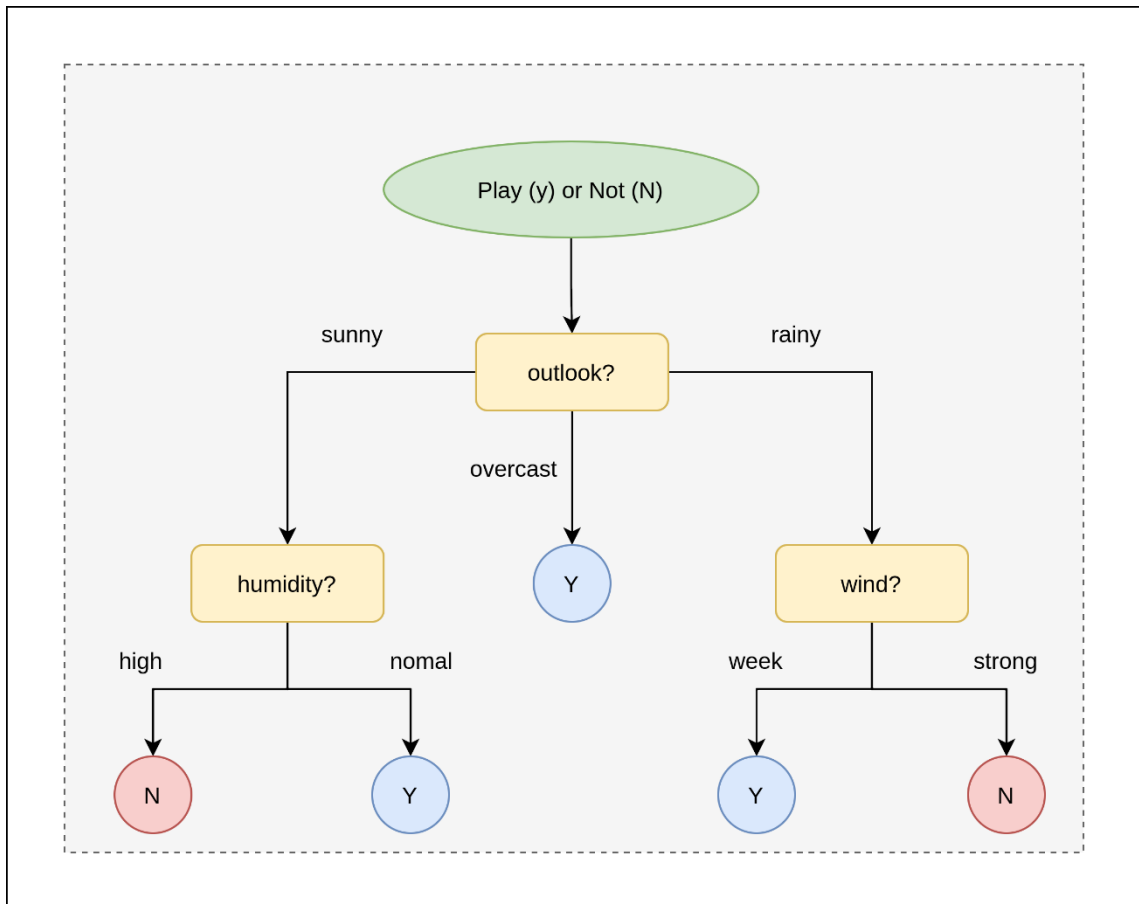 Play (y) or Not (N)
sunny
rainy
outlook?
overcast
humidity?
Y
wind?
high
nomal
week
strong
N
Y
Y
N